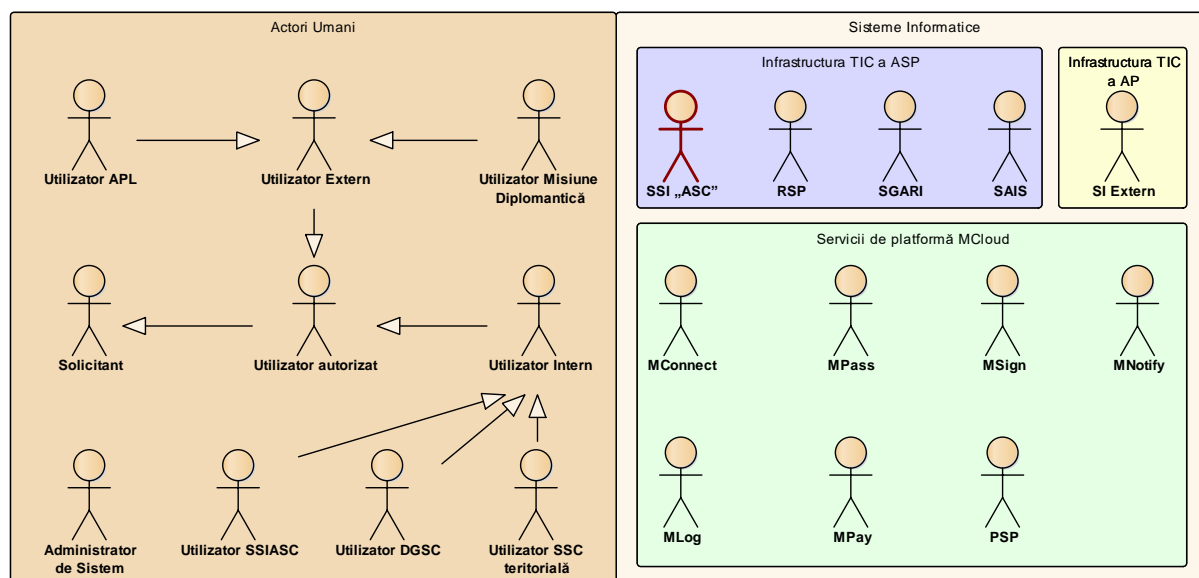 Actori Umani
Utilizator APL
Utilizator Extern
Utilizator Misiune
Diplomantică
Solicitant
Utilizator autorizat
Utilizator Intern
Administrator
de Sistem
Utilizator SSIASC
Utilizator DGSC
Utilizator SSC
teritorială
Sisteme Informatice
Infrastructura TIC a ASP
SSI „ASC”
RSP
SGARI
SAIS
Infrastructura TIC
a AP
SI Extern
Servicii de platformă MCloud
MConnect
MPass
MSign
MNotify
MLog
MPay
PSP